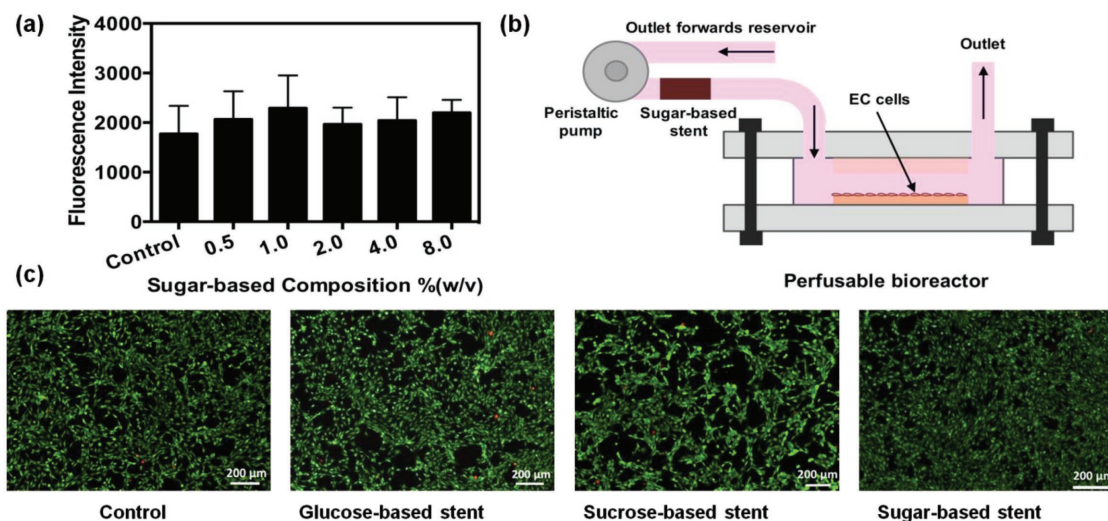 (a)
4000
3000
2000
1000
0
Fluorescence Intensity
Control
0.5
1.0
2.0
4.0
8.0
Sugar-based Composition %(w/v)
(b)
Outlet forwards reservoir
Outlet
Peristaltic
pump
Sugar-based
stent
EC cells
Perfusable bioreactor
(c)
200 µm
200 µm
200 µm
200 µm
Control
Glucose-based stent
Sucrose-based stent
Sugar-based stent